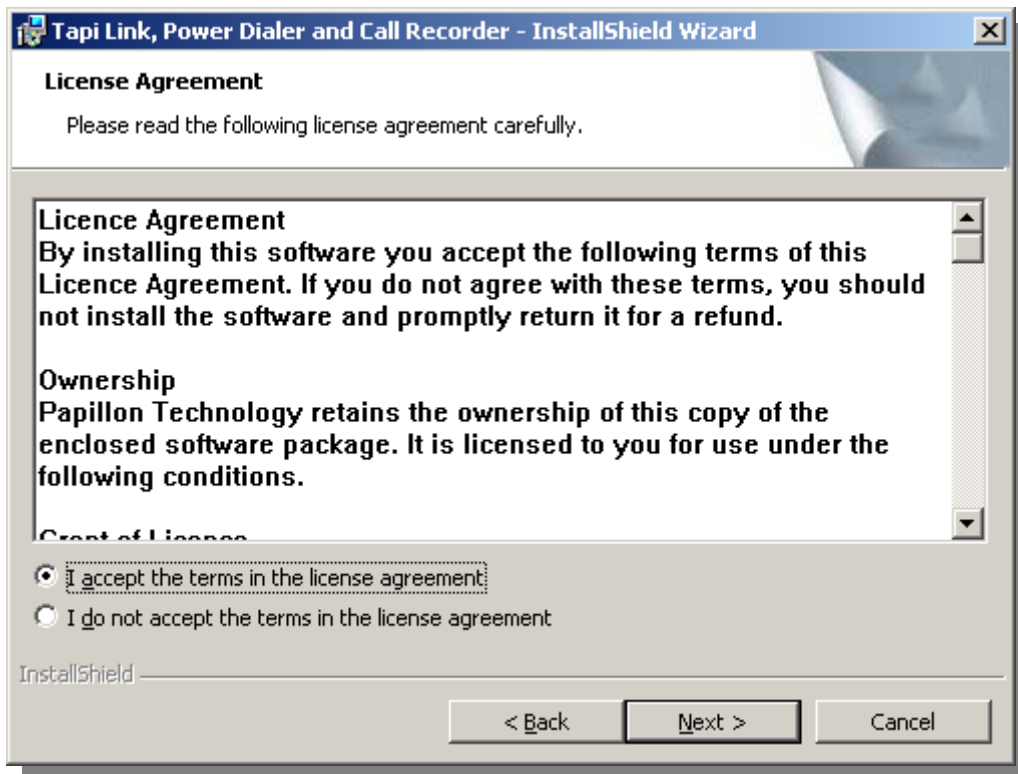 Tapi Link, Power Dialer and Call Recorder - InstallShield Wizard
License Agreement
Please read the following license agreement carefully.
Licence Agreement
By installing this software you accept the following terms of this
Licence Agreement. If you do not agree with these terms, you should
not install the software and promptly return it for a refund.
Ownership
Papillon Technology retains the ownership of this copy of the
enclosed software package. It is licensed to you for use under the
following conditions.
Grant of Licence
I accept the terms in the license agreement
I do not accept the terms in the license agreement
InstallShield
< Back
Next >
Cancel